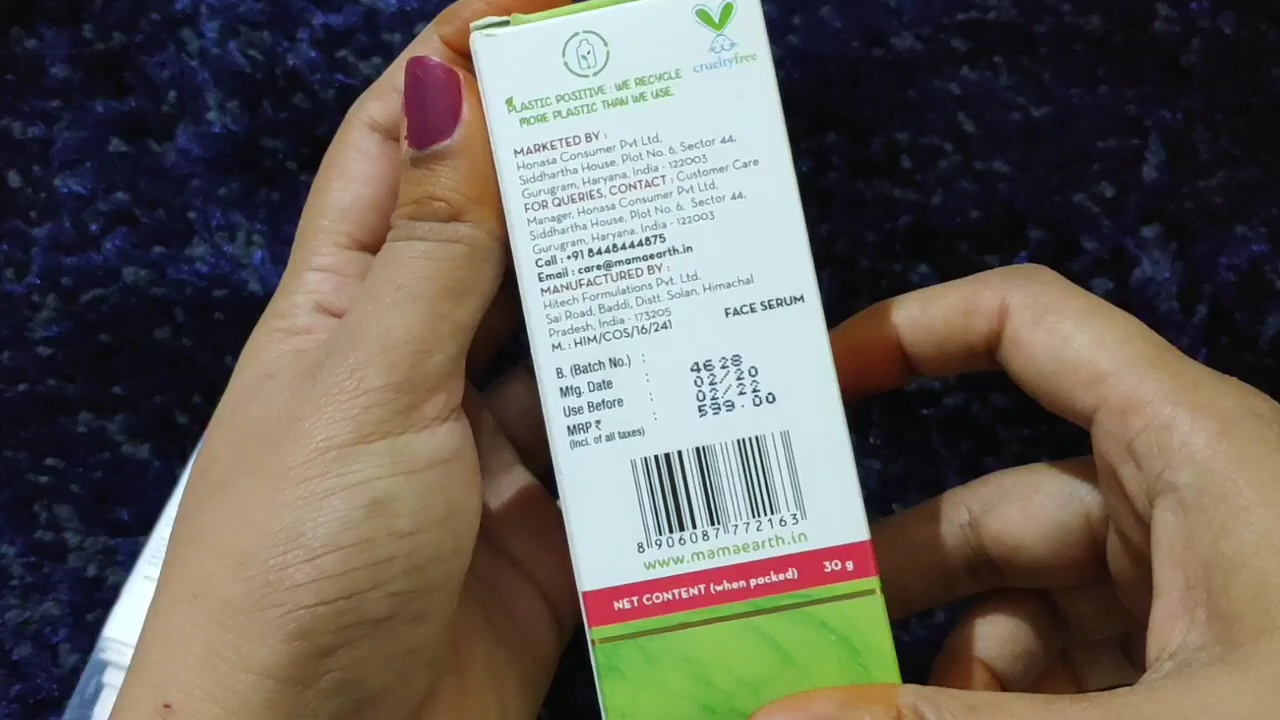 crueltyfree
PLASTIC POSITIVE : WE RECYCLE
MORE PLASTIC THAN WE USE.
MARKETED BY :
Honasa Consumer Pvt Ltd,
Siddhartha House, Plot No. 6, Sector 44,
Gurugram, Haryana, India - 122003
FOR QUERIES, CONTACT : Customer Care
Manager, Honasa Consumer Pvt Ltd,
Siddhartha House, Plot No. 6, Sector 44,
Gurugram, Haryana, India - 122003
Call : +91 8448444875
Email : care@mamaearth.in
MANUFACTURED BY :
Hitech Formulations Pvt. Ltd.
Sai Road, Baddi, Distt. Solan, Himachal
Pradesh, India - 173205
M. : HIM/COS/16/241
FACE SERUM
B. (Batch No.) : 4628
Mfg. Date : 02/20
Use Before : 02/22
MRP ₹ : 599.00
(Incl. of all taxes)
8 906087 772163
www.mamaearth.in
NET CONTENT (when packed) 30 g